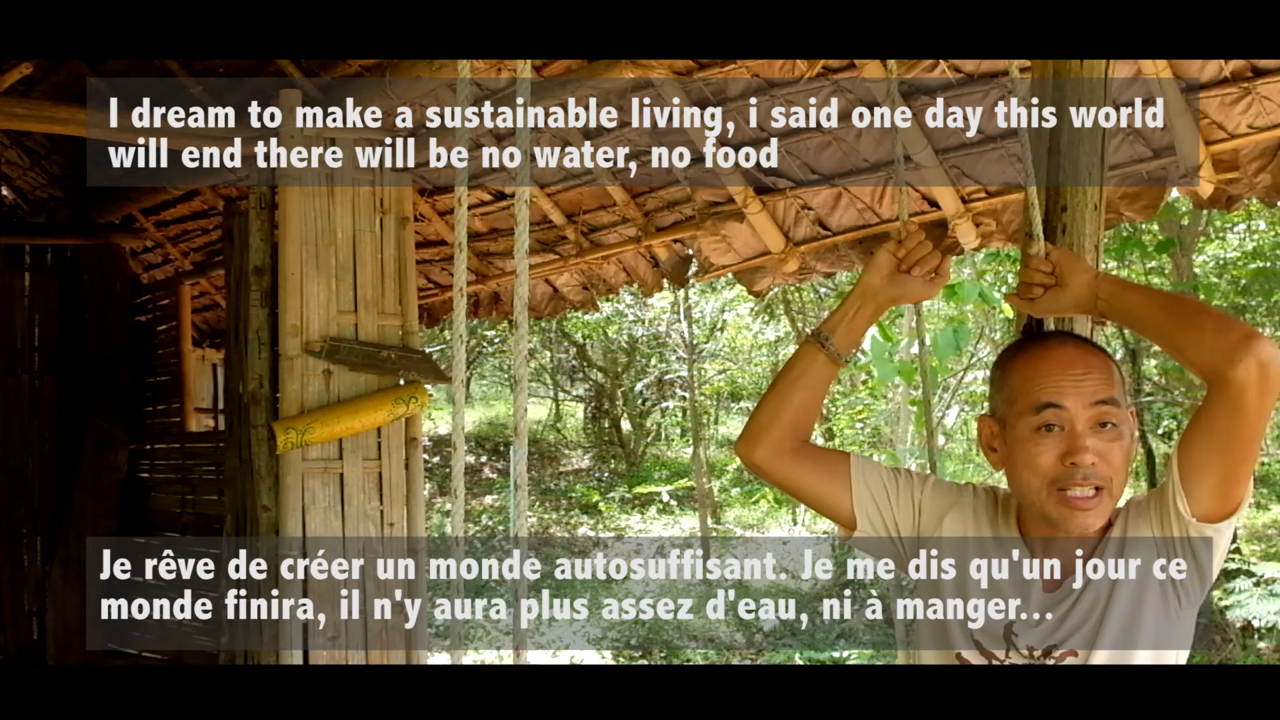 I dream to make a sustainable living, i said one day this world
will end there will be no water, no food
Je rêve de créer un monde autosuffisant. Je me dis qu'un jour ce
monde finira, il n'y aura plus assez d'eau, ni à manger...